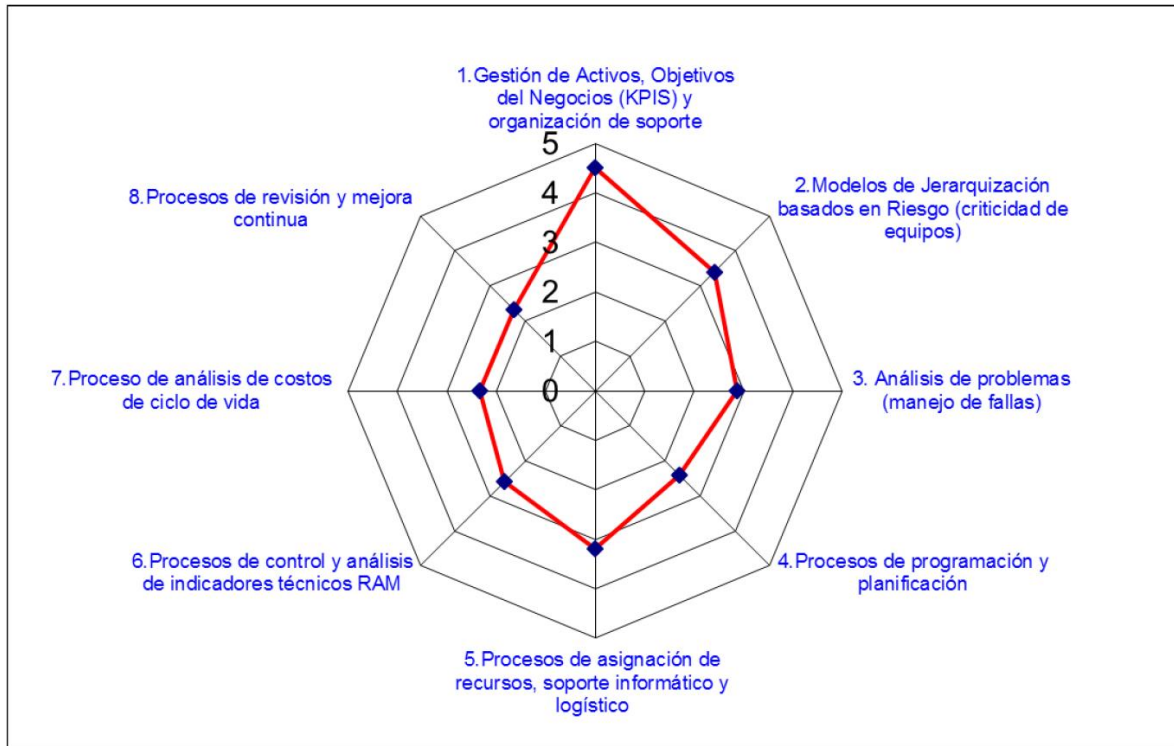 1.Gestión de Activos, Objetivos
del Negocios (KPIS) y
organización de soporte
2.Modelos de Jerarquización
basados en Riesgo (criticidad de
equipos)
3. Análisis de problemas
(manejo de fallas)
4.Procesos de programación y
planificación
5.Procesos de asignación de
recursos, soporte informático y
logístico
6.Procesos de control y análisis
de indicadores técnicos RAM
7.Proceso de análisis de costos
de ciclo de vida
8.Procesos de revisión y mejora
continua
5
4
3
2
1
0